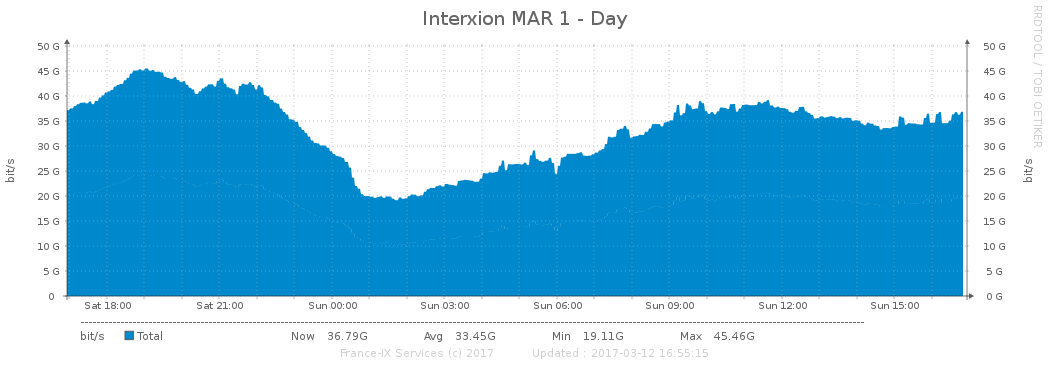 Interxion MAR 1 - Day
RRDTOOL / TOBI OETIKER
50 G 50 G
45 G 45 G
40 G 40 G
35 G 35 G
30 G 30 G
25 G 25 G
20 G 20 G
15 G 15 G
10 G 10 G
5 G 5 G
0 0 G
bit/s bit/s
Sat 18:00 Sat 21:00 Sun 00:00 Sun 03:00 Sun 06:00 Sun 09:00 Sun 12:00 Sun 15:00
bit/s Total Now 36.79G Avg 33.45G Min 19.11G Max 45.46G
France-IX Services (c) 2017 Updated : 2017-03-12 16:55:15